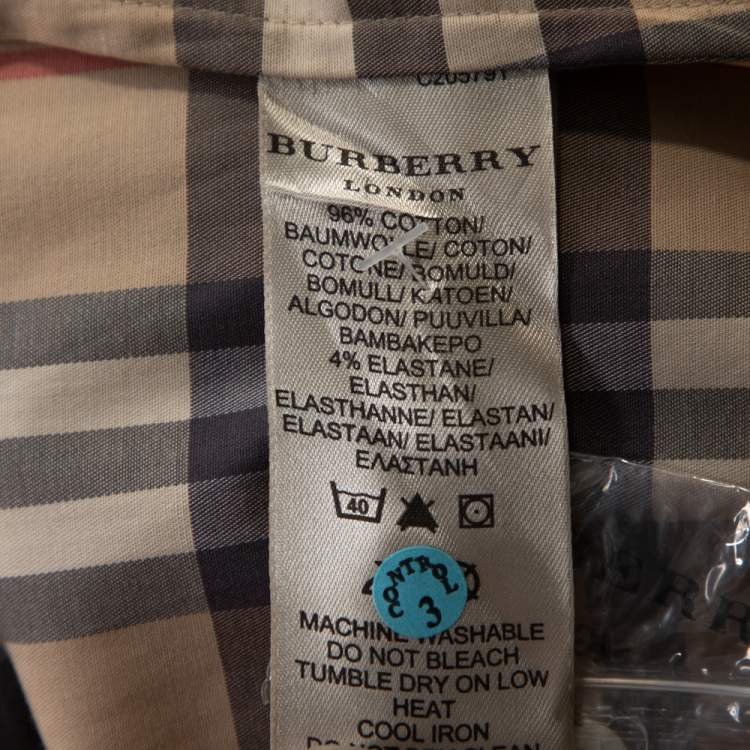 C205791
BURBERRY
LONDON
96% COTTON/
BAUMWOLLE/ COTON/
COTONE/ BOMULD/
BOMULL/ KATOEN/
ALGODON/ PUUVILLA/
ΒΑΜΒΑΚΕΡΟ
4% ELASTANE/
ELASTHAN/
ELASTHANNE/ ELASTAN/
ELASTAAN/ ELASTAANI/
ΕΛΑΣΤΑΝΗ
40
CONTROL
3
MACHINE WASHABLE
DO NOT BLEACH
TUMBLE DRY ON LOW
HEAT
COOL IRON